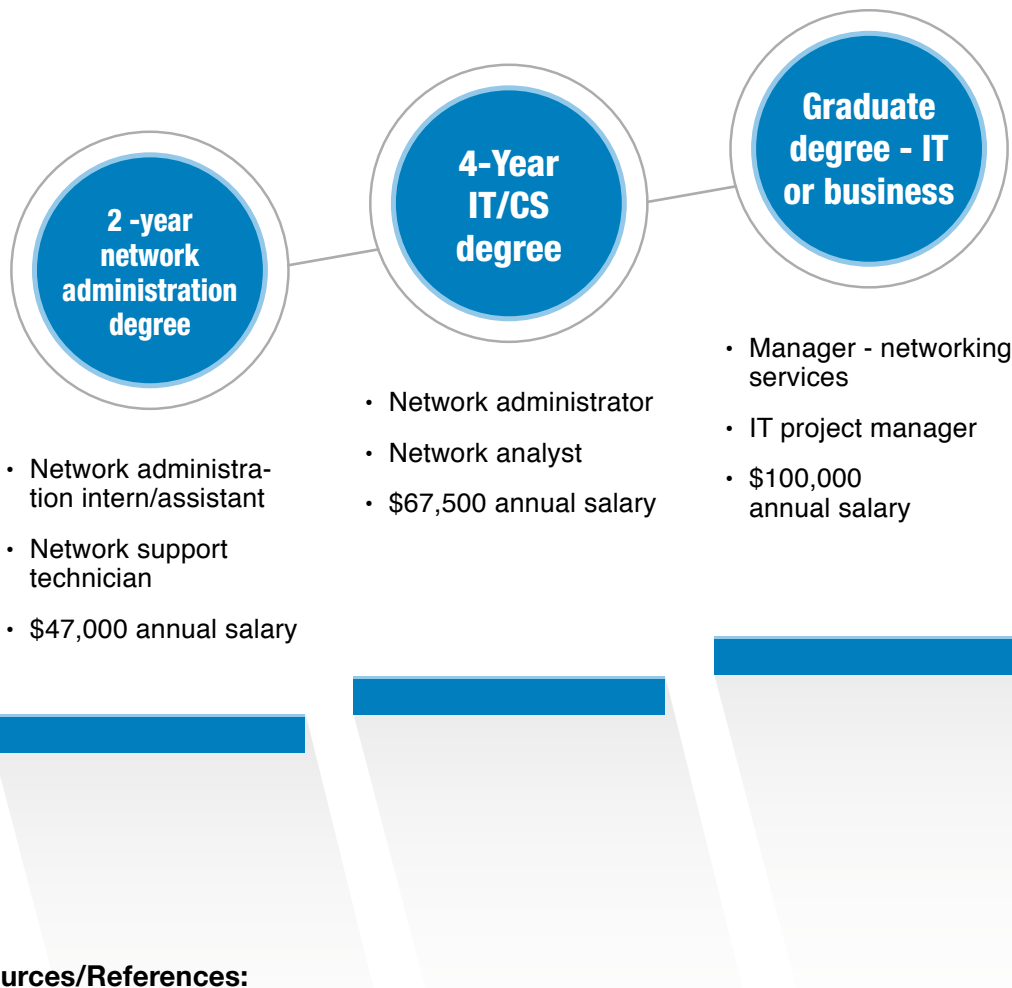 2 -year
network
administration
degree
• Network administra-
tion intern/assistant
• Network support
technician
• $47,000 annual salary
4-Year
IT/CS
degree
• Network administrator
• Network analyst
• $67,500 annual salary
Graduate
degree - IT
or business
• Manager - networking
services
• IT project manager
• $100,000
annual salary
urces/References: